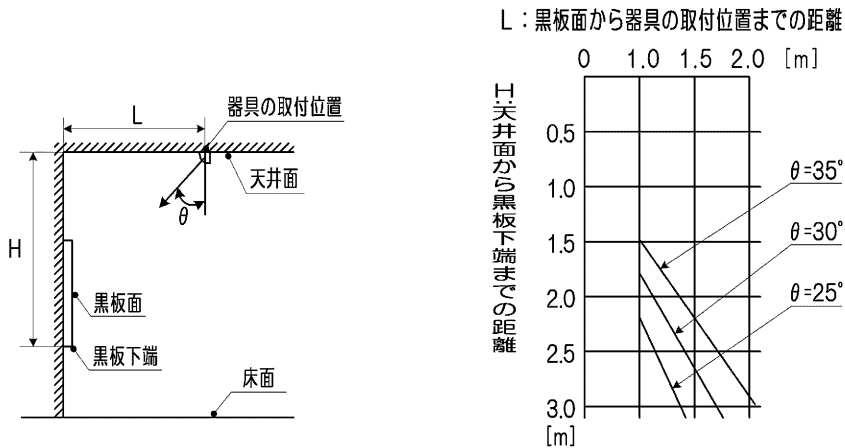 L:黒板面から器具の取付位置までの距離
0 1.0 1.5 2.0 [m]
H:天井面から黒板下端までの距離
0.5
1.0
1.5
2.0
2.5
3.0
[m]
θ=35°
θ=30°
θ=25°
L
器具の取付位置
天井面
θ
H
黒板面
黒板下端
床面